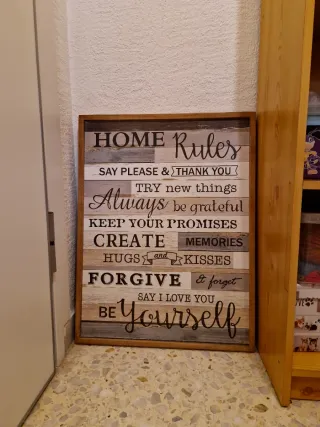 HOME Rules
SAY PLEASE & THANK YOU
TRY new things
Always be grateful
KEEP YOUR PROMISES
CREATE MEMORIES
HUGS and KISSES
FORGIVE & forget
SAY I LOVE YOU
BE Yourself